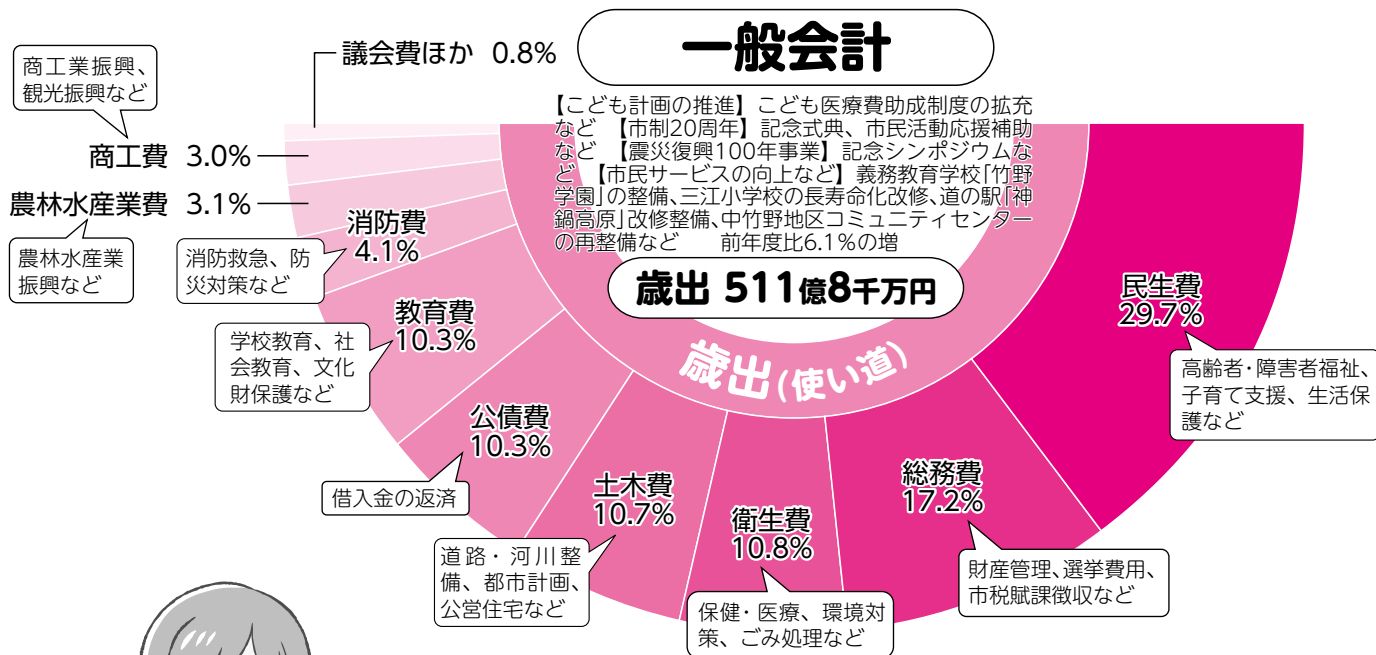 一般会計
【こども計画の推進】こども医療費助成制度の拡充
など 【市制20周年】記念式典、市民活動応援補助
など 【震災復興100年事業】記念シンポジウムな
ど 【市民サービスの向上など】義務教育学校「竹野
学園」の整備、三江小学校の長寿命化改修、道の駅「神
鍋高原」改修整備、中竹野地区コミュニティセンター
の再整備など 前年度比6.1%の増
歳出 511億8千万円
歳出(使い道)
民生費
29.7%
高齢者・障害者福祉、
子育て支援、生活保
護など
総務費
17.2%
財産管理、選挙費用、
市税賦課徴収など
衛生費
10.8%
保健・医療、環境対
策、ごみ処理など
土木費
10.7%
道路・河川整
備、都市計画、
公営住宅など
公債費
10.3%
借入金の返済
教育費
10.3%
学校教育、社
会教育、文化
財保護など
消防費
4.1%
消防救急、防
災対策など
農林水産業費 3.1%
農林水産業
振興など
商工費 3.0%
商工業振興、
観光振興など
議会費ほか 0.8%